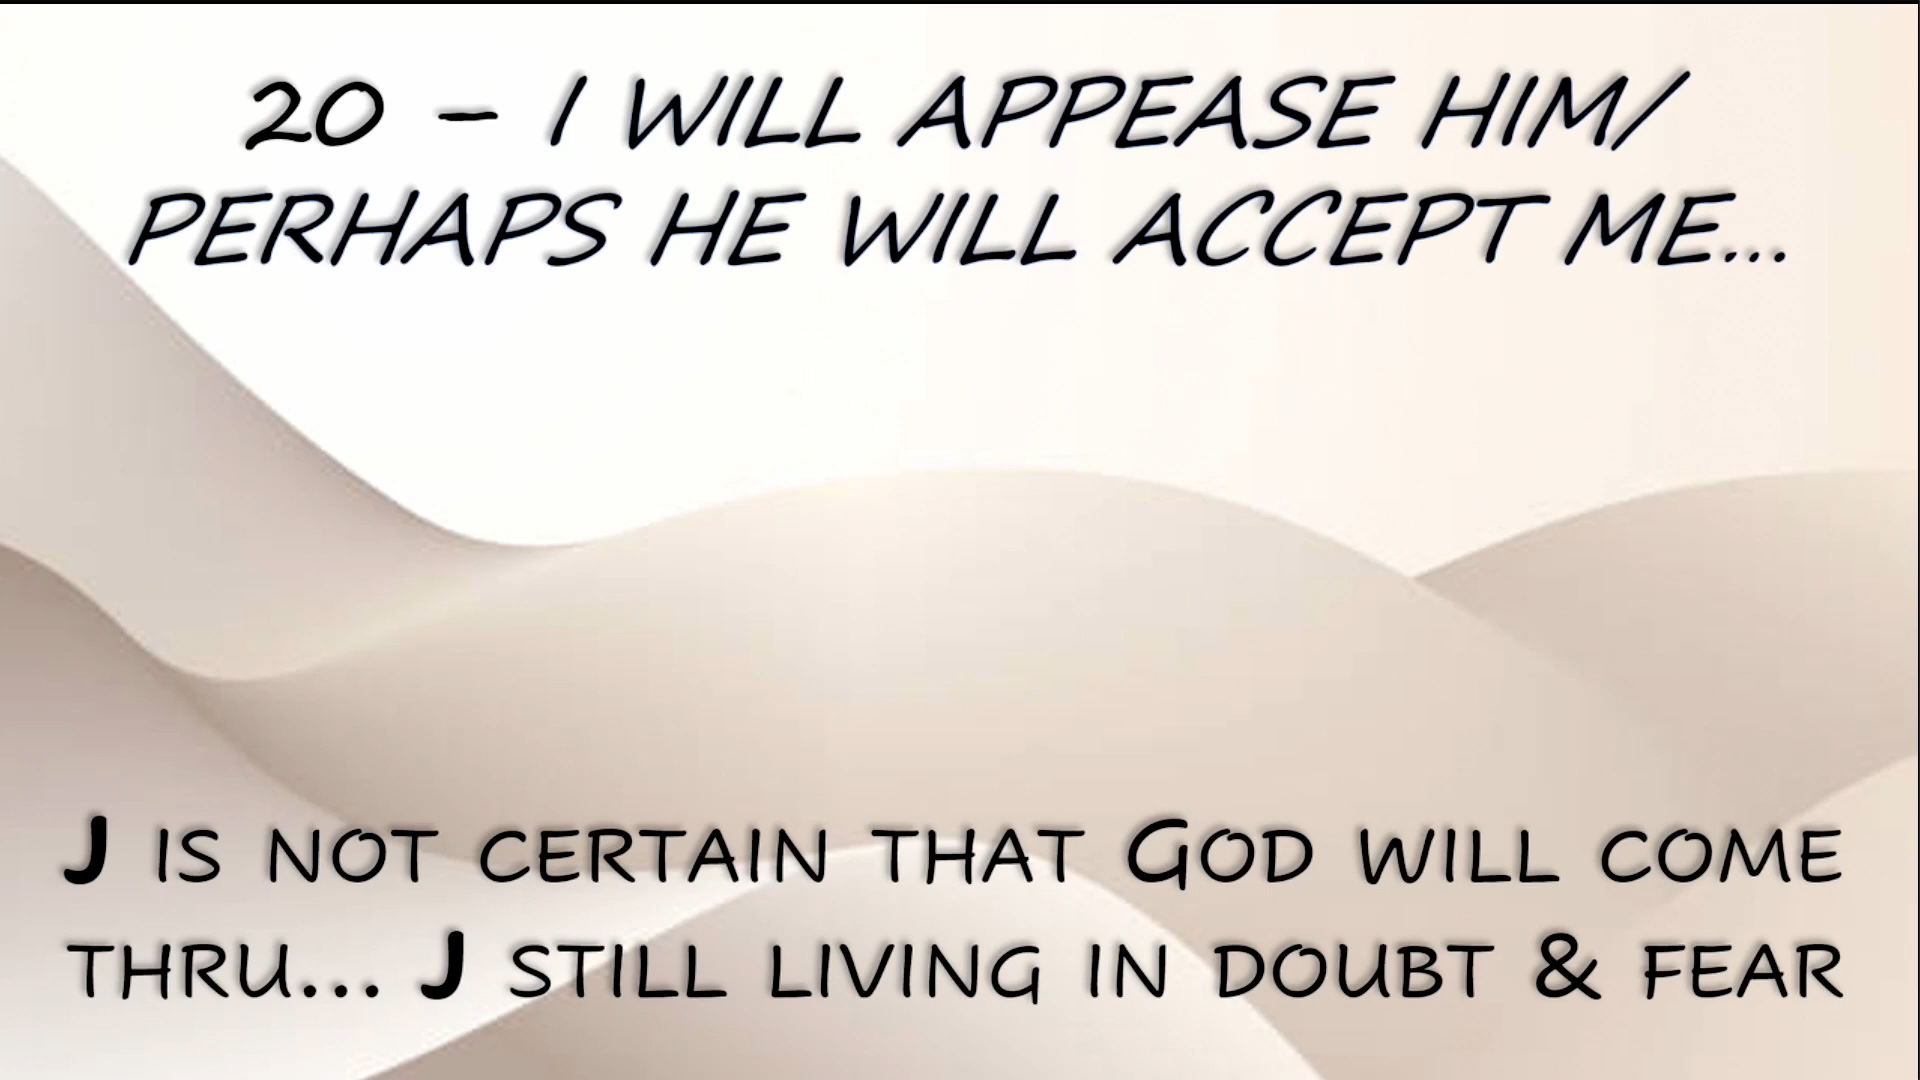 20 – I WILL APPEASE HIM/
PERHAPS HE WILL ACCEPT ME...
J IS NOT CERTAIN THAT GOD WILL COME
THRU... J STILL LIVING IN DOUBT & FEAR